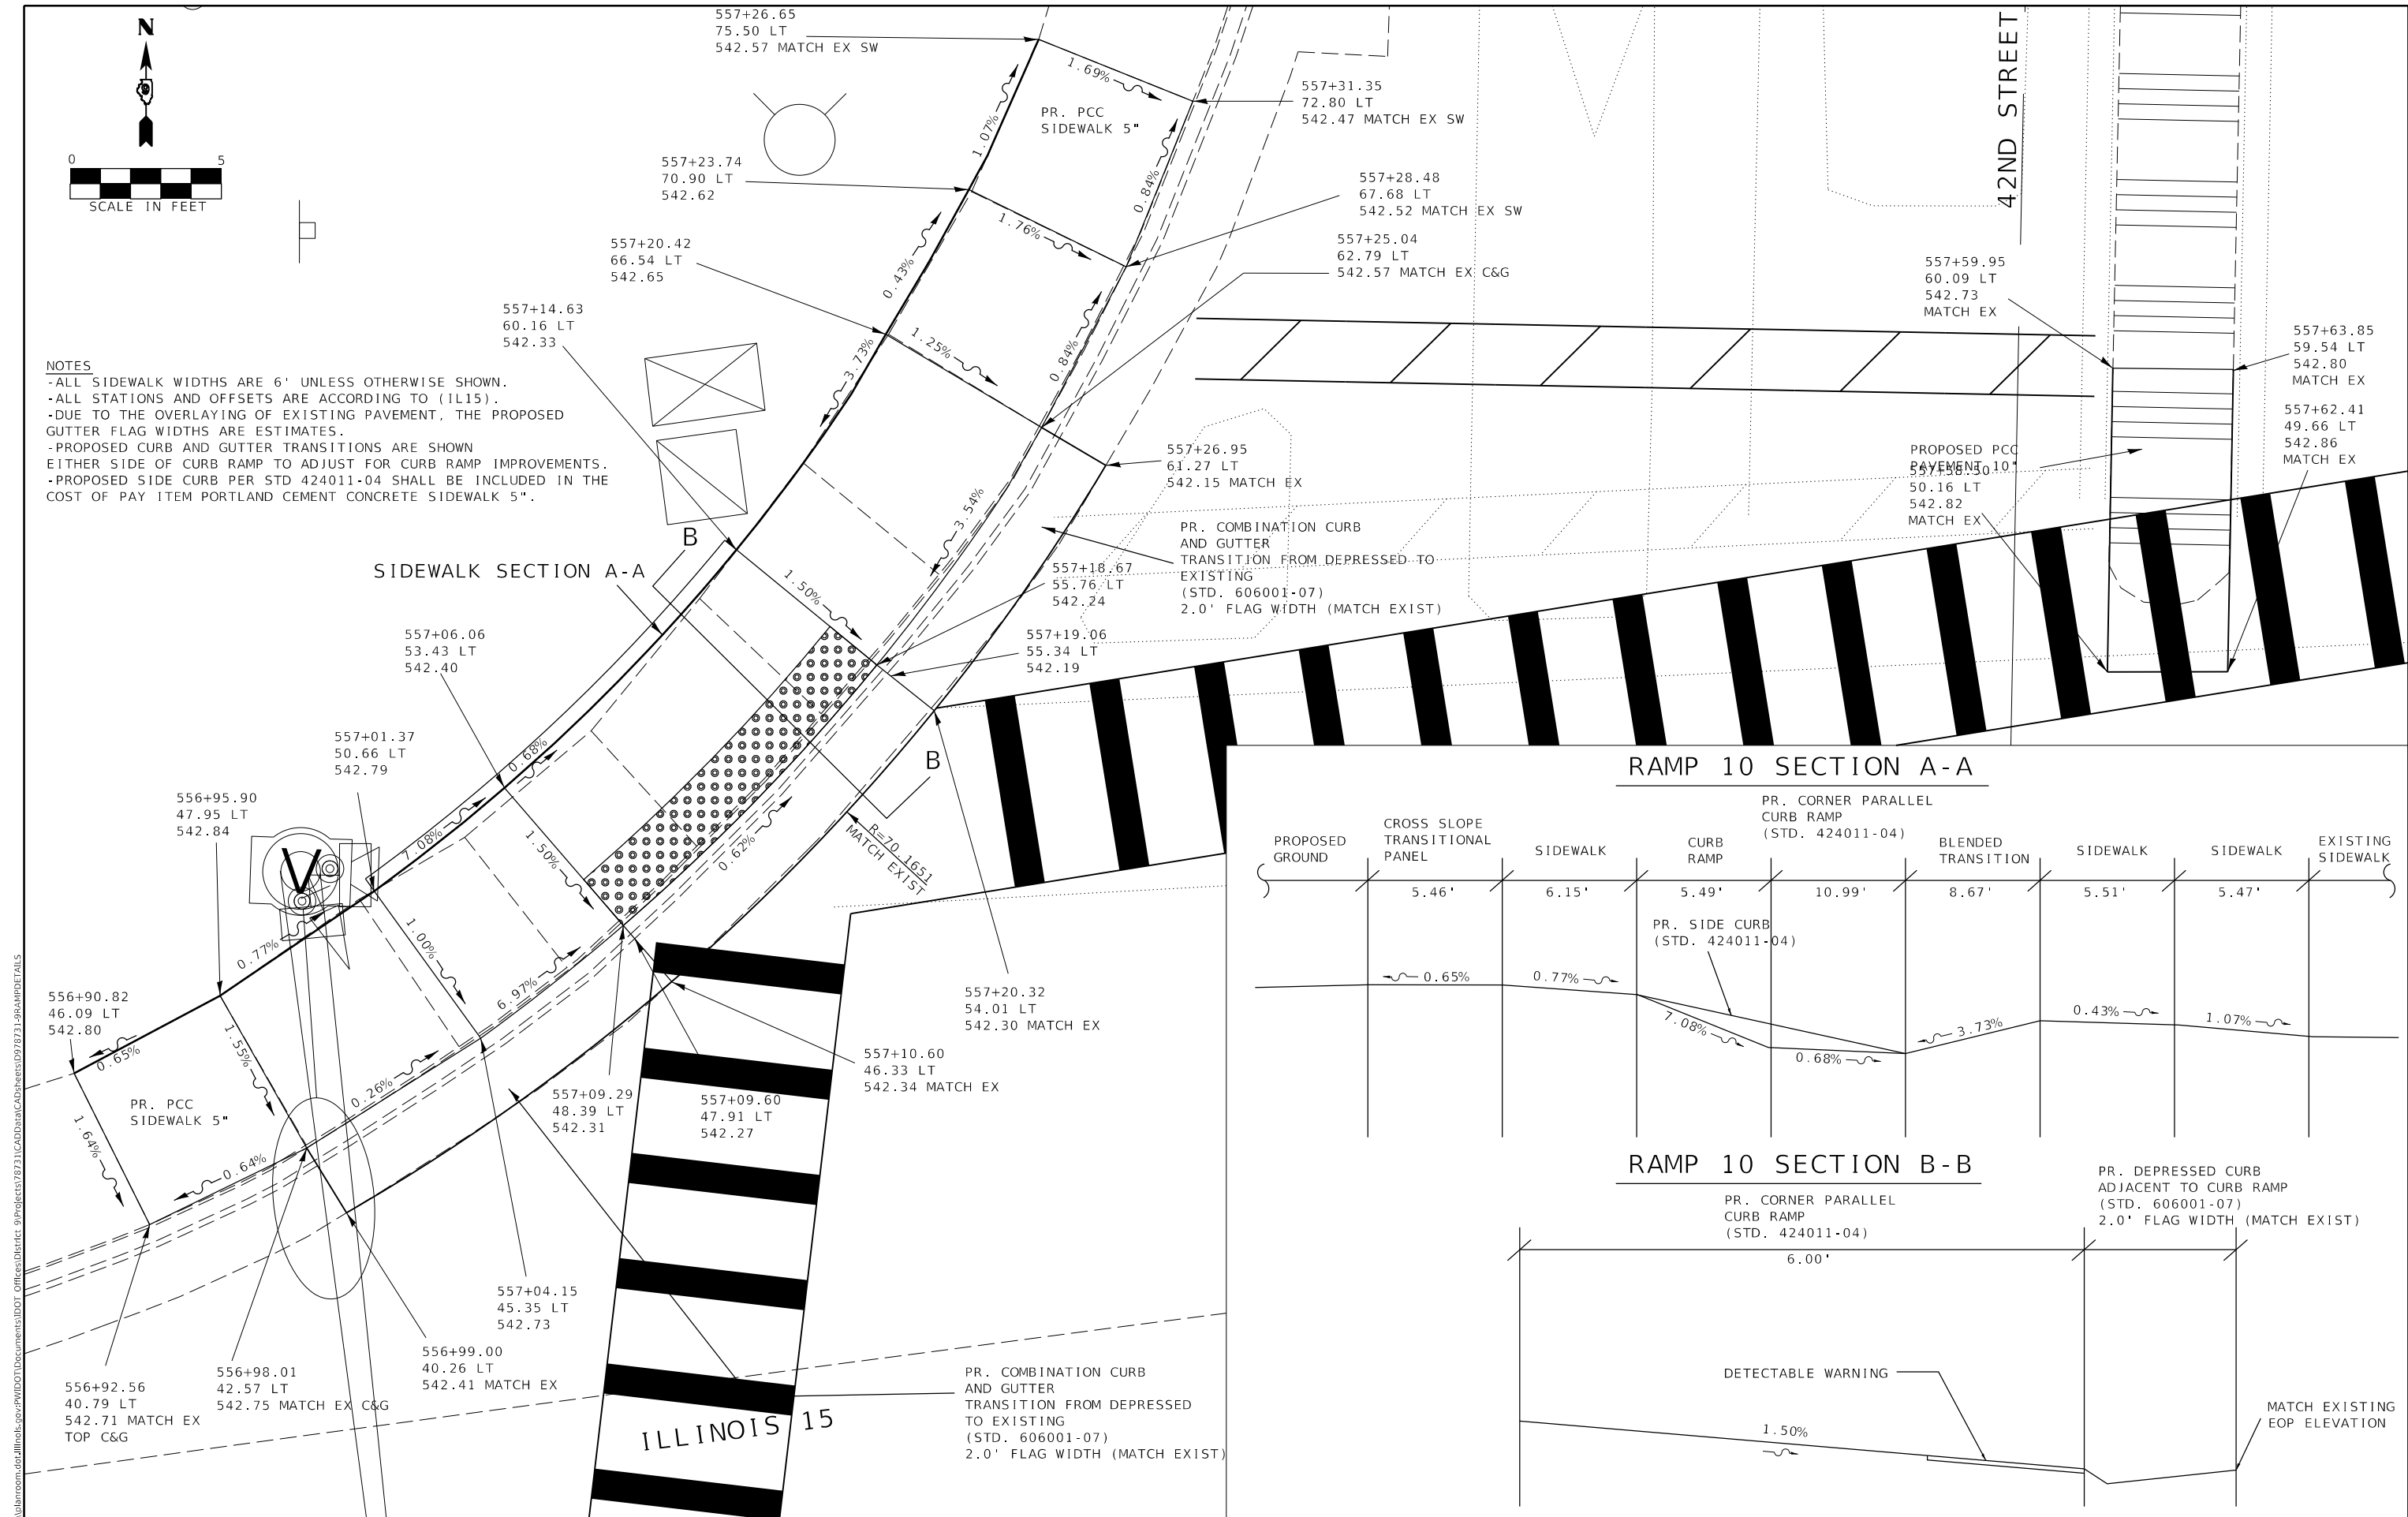 N
0 5
SCALE IN FEET
NOTES
-ALL SIDEWALK WIDTHS ARE 6' UNLESS OTHERWISE SHOWN.
-ALL STATIONS AND OFFSETS ARE ACCORDING TO (IL15).
-DUE TO THE OVERLAYING OF EXISTING PAVEMENT, THE PROPOSED
GUTTER FLAG WIDTHS ARE ESTIMATES.
-PROPOSED CURB AND GUTTER TRANSITIONS ARE SHOWN
EITHER SIDE OF CURB RAMP TO ADJUST FOR CURB RAMP IMPROVEMENTS.
-PROPOSED SIDE CURB PER STD 424011-04 SHALL BE INCLUDED IN THE
COST OF PAY ITEM PORTLAND CEMENT CONCRETE SIDEWALK 5".
557+26.65
75.50 LT
542.57 MATCH EX SW
557+23.74
70.90 LT
542.62
557+20.42
66.54 LT
542.65
557+14.63
60.16 LT
542.33
SIDEWALK SECTION A-A
557+06.06
53.43 LT
542.40
557+01.37
50.66 LT
542.79
556+95.90
47.95 LT
542.84
556+90.82
46.09 LT
542.80
1.69%
PR. PCC
SIDEWALK 5"
1.07%
0.84%
1.76%
0.43%
1.25%
0.84%
3.73%
3.54%
B
1.50%
B
0.68%
7.08%
1.50%
0.62%
R=70.1651
MATCH EXIST
V
0.77%
1.00%
6.97%
0.65%
1.55%
0.26%
PR. PCC
SIDEWALK 5"
1.64%
0.64%
557+31.35
72.80 LT
542.47 MATCH EX SW
557+28.48
67.68 LT
542.52 MATCH EX SW
557+25.04
62.79 LT
542.57 MATCH EX C&G
557+26.95
61.27 LT
542.15 MATCH EX
PR. COMBINATION CURB
AND GUTTER
TRANSITION FROM DEPRESSED TO
EXISTING
(STD. 606001-07)
2.0' FLAG WIDTH (MATCH EXIST)
557+18.67
55.76 LT
542.24
557+19.06
55.34 LT
542.19
557+20.32
54.01 LT
542.30 MATCH EX
557+10.60
46.33 LT
542.34 MATCH EX
557+09.60
47.91 LT
542.27
557+09.29
48.39 LT
542.31
557+04.15
45.35 LT
542.73
556+99.00
40.26 LT
542.41 MATCH EX
556+98.01
42.57 LT
542.75 MATCH EX C&G
556+92.56
40.79 LT
542.71 MATCH EX
TOP C&G
ILLINOIS 15
PR. COMBINATION CURB
AND GUTTER
TRANSITION FROM DEPRESSED
TO EXISTING
(STD. 606001-07)
2.0' FLAG WIDTH (MATCH EXIST)
42ND STREET
557+59.95
60.09 LT
542.73
MATCH EX
557+63.85
59.54 LT
542.80
MATCH EX
557+62.41
49.66 LT
542.86
MATCH EX
PROPOSED PCC
PAVEMENT 10"
557+58.50
50.16 LT
542.82
MATCH EX
RAMP 10 SECTION A-A
PR. CORNER PARALLEL
CURB RAMP
(STD. 424011-04)
PROPOSED
GROUND
CROSS SLOPE
TRANSITIONAL
PANEL
SIDEWALK
CURB
RAMP
BLENDED
TRANSITION
SIDEWALK
SIDEWALK
EXISTING
SIDEWALK
5.46' 6.15' 5.49' 10.99' 8.67' 5.51' 5.47'
PR. SIDE CURB
(STD. 424011-04)
0.65% 0.77% 7.08% 0.68% 3.73% 0.43% 1.07%
RAMP 10 SECTION B-B
PR. CORNER PARALLEL
CURB RAMP
(STD. 424011-04)
PR. DEPRESSED CURB
ADJACENT TO CURB RAMP
(STD. 606001-07)
2.0' FLAG WIDTH (MATCH EXIST)
6.00'
DETECTABLE WARNING
1.50%
MATCH EXISTING
EOP ELEVATION